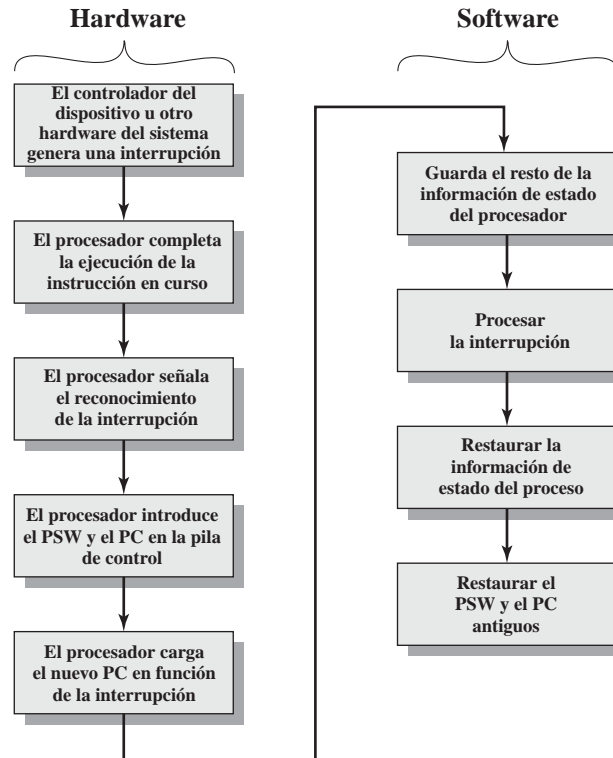 Hardware
El controlador del
dispositivo u otro
hardware del sistema
genera una interrupción
El procesador completa
la ejecución de la
instrucción en curso
El procesador señala
el reconocimiento
de la interrupción
El procesador introduce
el PSW y el PC en la pila
de control
El procesador carga
el nuevo PC en función
de la interrupción
Software
Guarda el resto de la
información de estado
del procesador
Procesar
la interrupción
Restaurar la
información de
estado del proceso
Restaurar el
PSW y el PC
antiguos